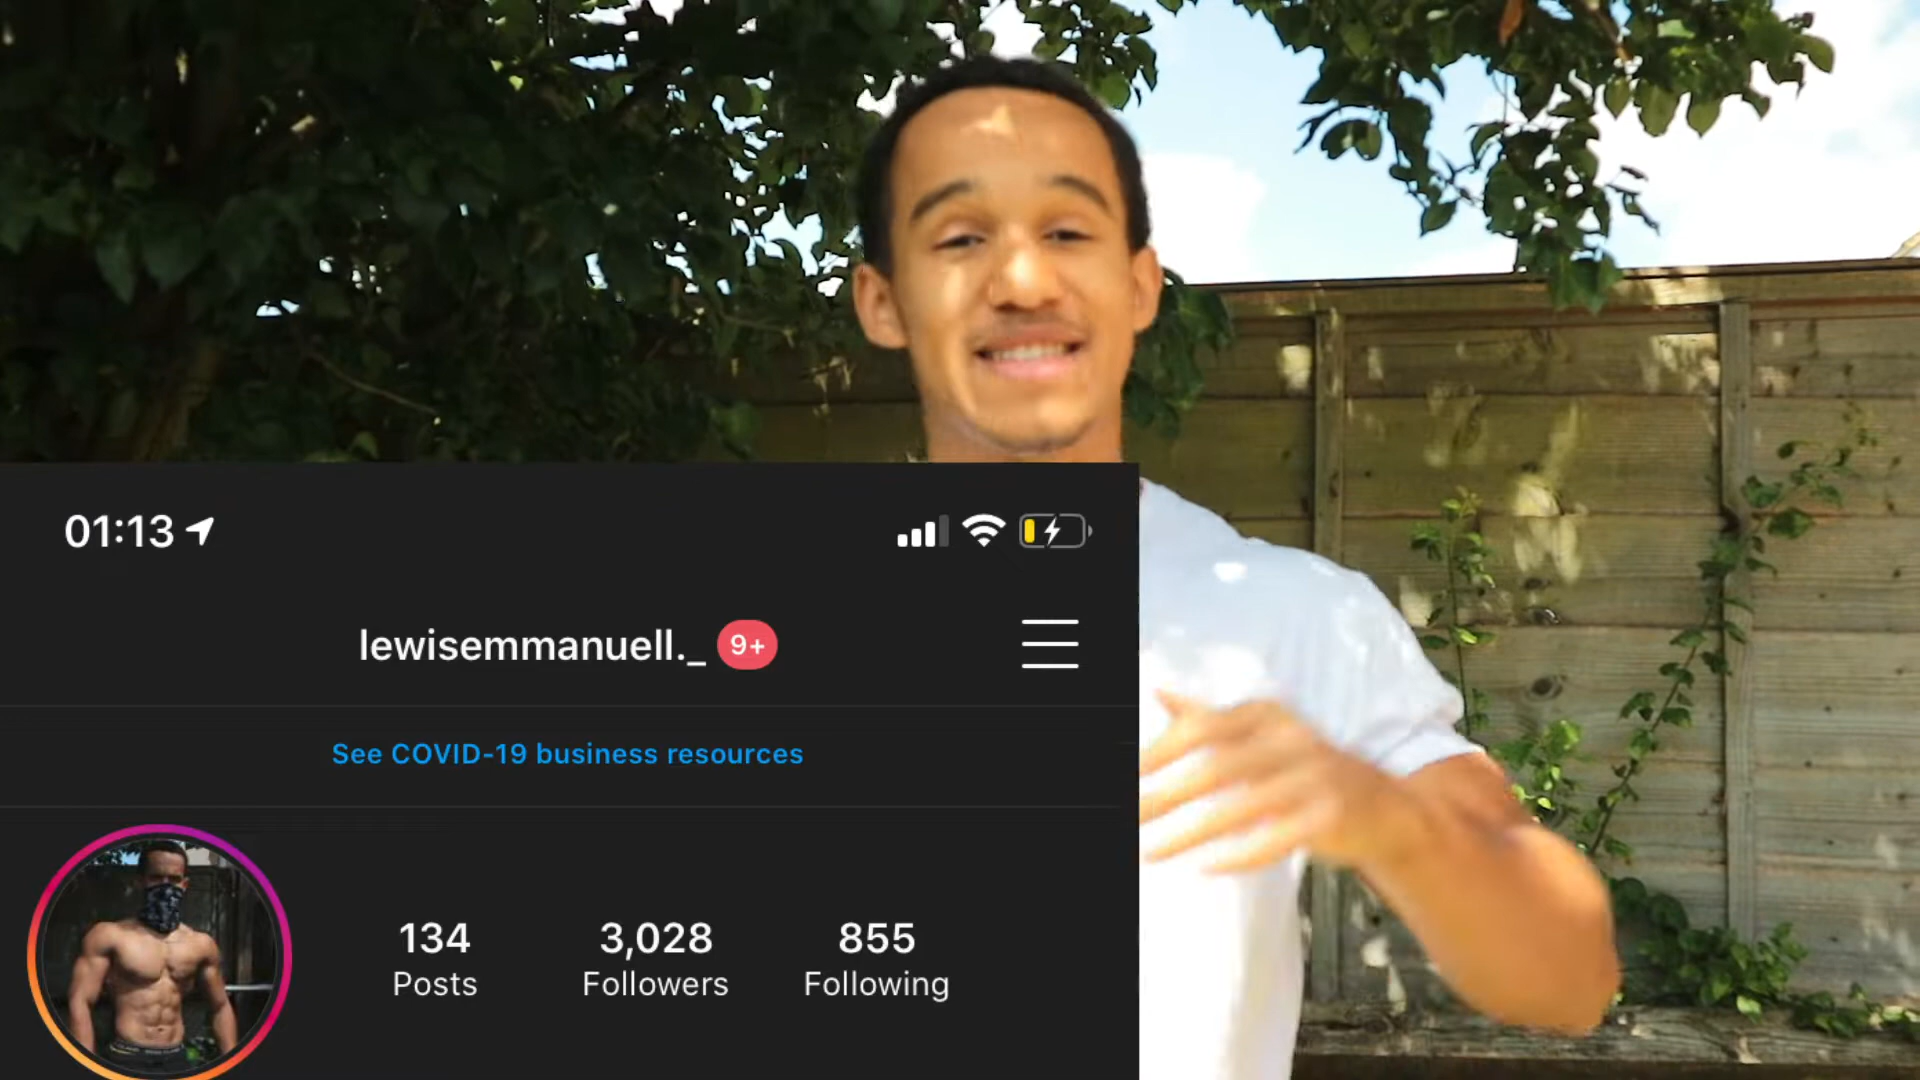 01:13
lewisemmanuell._ 9+
See COVID-19 business resources
134 3,028 855
Posts Followers Following